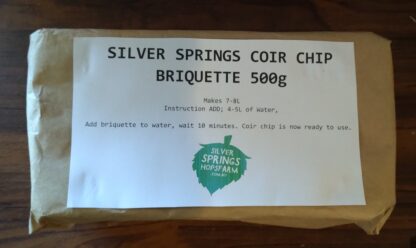 SILVER SPRINGS COIR CHIP
BRIQUETTE 500g
Makes 7-8L
Instruction ADD; 4-5L of Water,
Add briquette to water, wait 10 minutes. Coir chip is now ready to use.
SILVER
SPRINGS
HOPSFARM